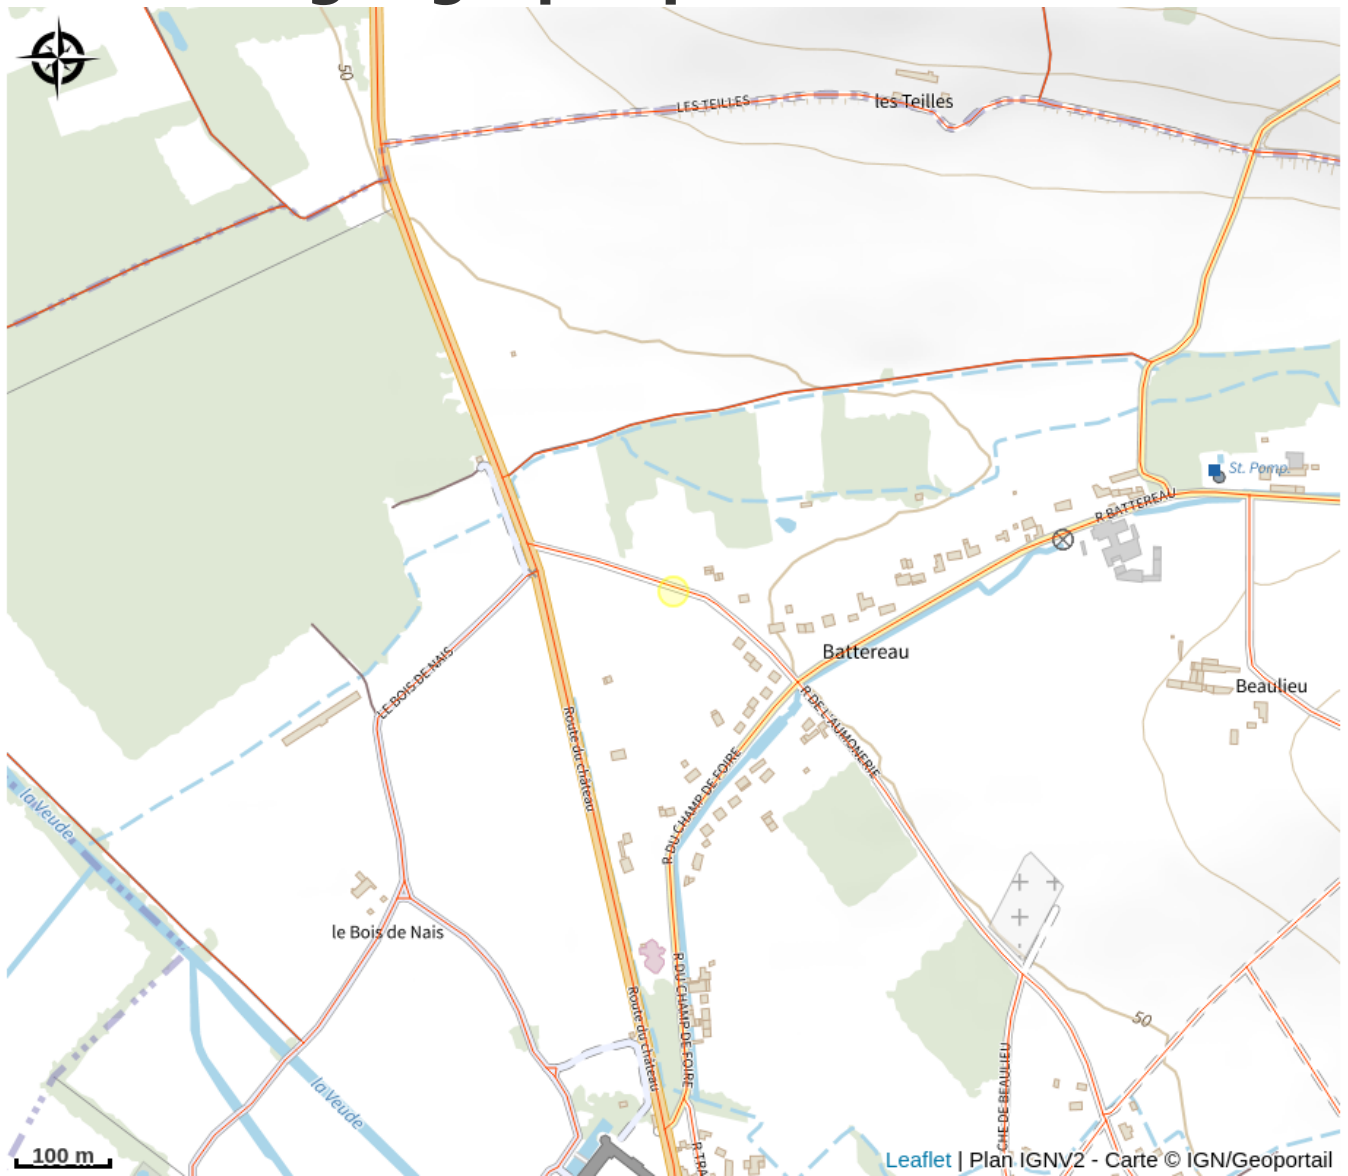 50
LES TEILLES
les Teilles
St. Pomp.
R BATTEREAU
Battereau
LE BOIS DE NAIS
Beaulieu
R DE L'AUMONERIE
Route du château
R DU CHAMP DE FOIRE
la Veude
le Bois de Nais
R DU CHAMP DE FOIRE
Route du château
50
CHE DE BEAULIEU
la Veude
R TRA
100 m
Leaflet | Plan IGNV2 - Carte © IGN/Geoportail